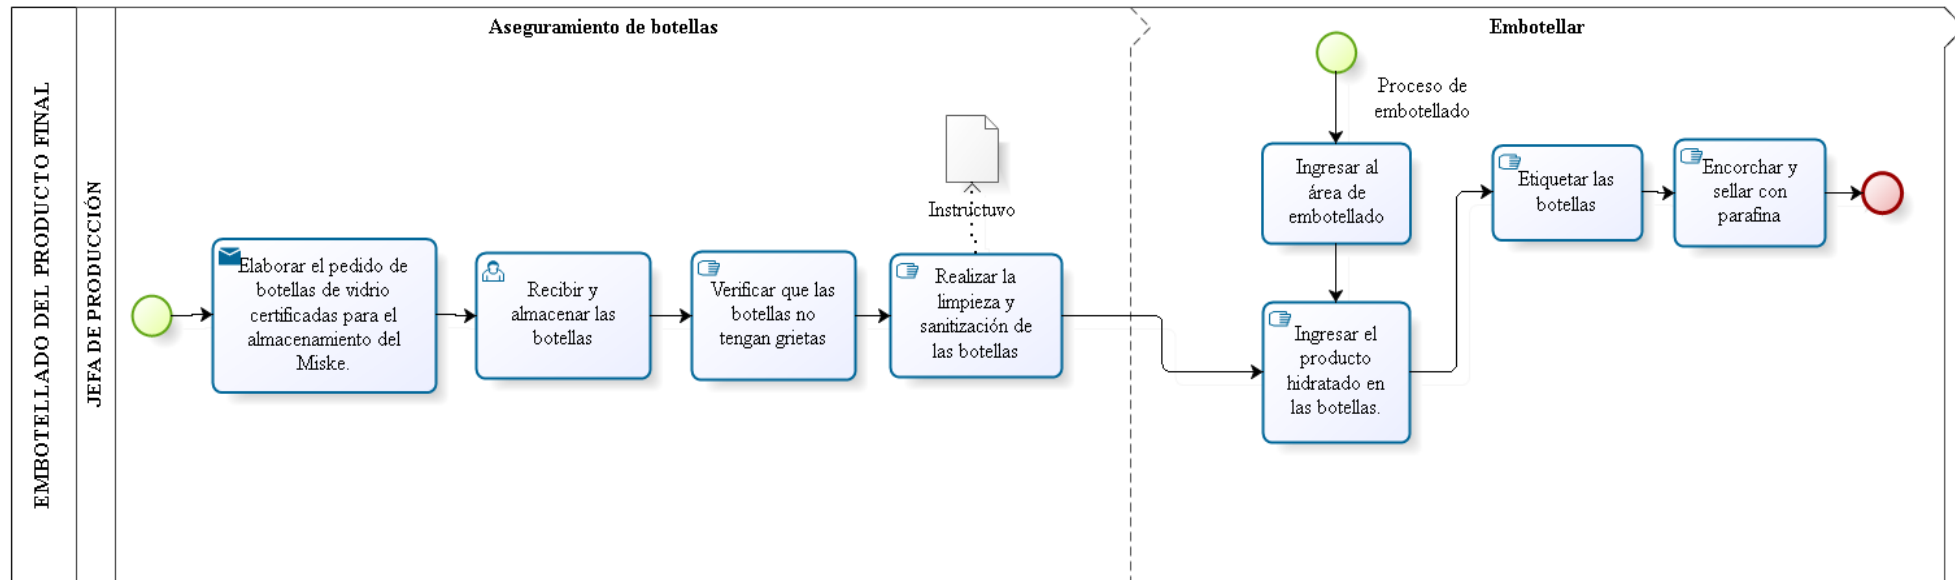 EMBOTELLADO DEL PRODUCTO FINAL
JEFA DE PRODUCCIÓN
Aseguramiento de botellas
Elaborar el pedido de
botellas de vidrio
certificadas para el
almacenamiento del
Miske.
Recibir y
almacenar las
botellas
Verificar que las
botellas no
tengan grietas
Instructuvo
Realizar la
limpieza y
sanitización de
las botellas
Embotellar
Proceso de
embotellado
Ingresar al
área de
embotellado
Ingresar el
producto
hidratado en
las botellas.
Etiquetar las
botellas
Encorchar y
sellar con
parafina